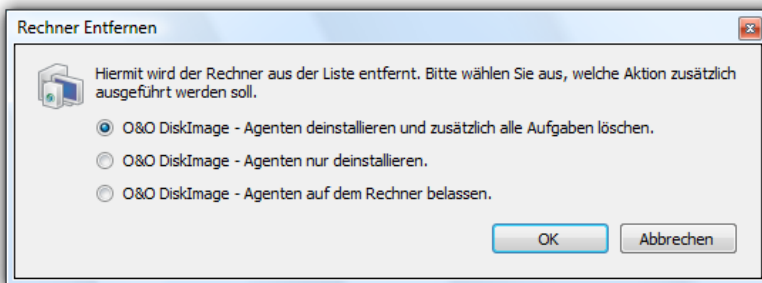 Rechner Entfernen
Hiermit wird der Rechner aus der Liste entfernt. Bitte wählen Sie aus, welche Aktion zusätzlich
ausgeführt werden soll.
O&O DiskImage - Agenten deinstallieren und zusätzlich alle Aufgaben löschen.
O&O DiskImage - Agenten nur deinstallieren.
O&O DiskImage - Agenten auf dem Rechner belassen.
OK Abbrechen